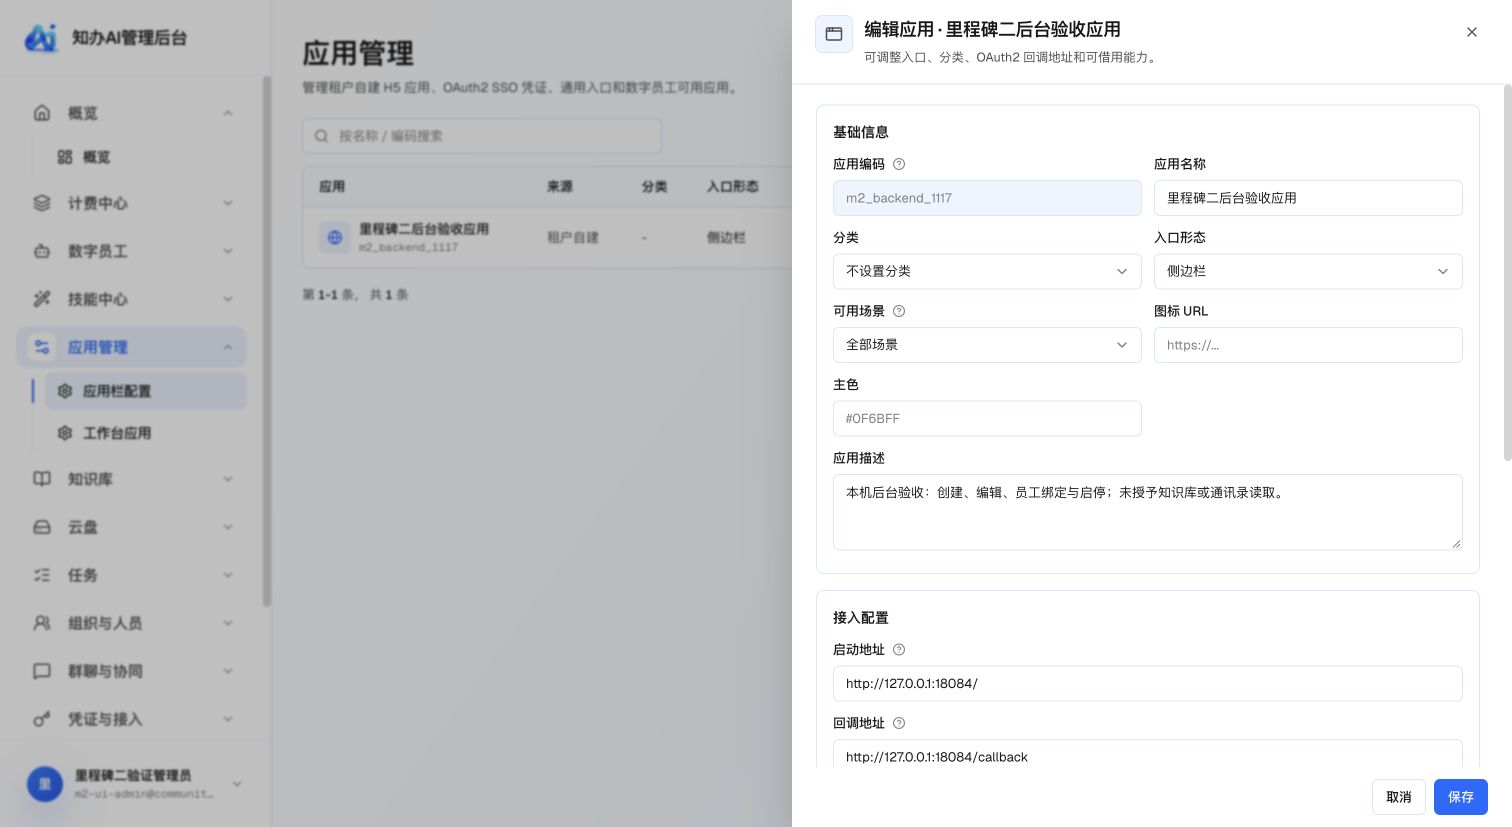 知办AI管理后台
概览
概览
计费中心
数字员工
技能中心
应用管理
应用栏配置
工作台应用
知识库
云盘
任务
组织与人员
群聊与协同
凭证与接入
里
里程碑二验证管理员
m2-ui-admin@communit...
应用管理
管理租户自建 H5 应用、OAuth2 SSO 凭证、通用入口和数字员工可用应用。
按名称 / 编码搜索
应用 来源 分类 入口形态
里程碑二后台验收应用
m2_backend_1117
租户自建 - 侧边栏
第 1-1 条， 共 1 条
编辑应用 · 里程碑二后台验收应用
可调整入口、分类、OAuth2 回调地址和可借用能力。
基础信息
应用编码 应用名称
m2_backend_1117 里程碑二后台验收应用
分类 入口形态
不设置分类 侧边栏
可用场景 图标 URL
全部场景 https://...
主色
#0F6BFF
应用描述
本机后台验收：创建、编辑、员工绑定与启停；未授予知识库或通讯录读取。
接入配置
启动地址
http://127.0.0.1:18084/
回调地址
http://127.0.0.1:18084/callback
取消 保存